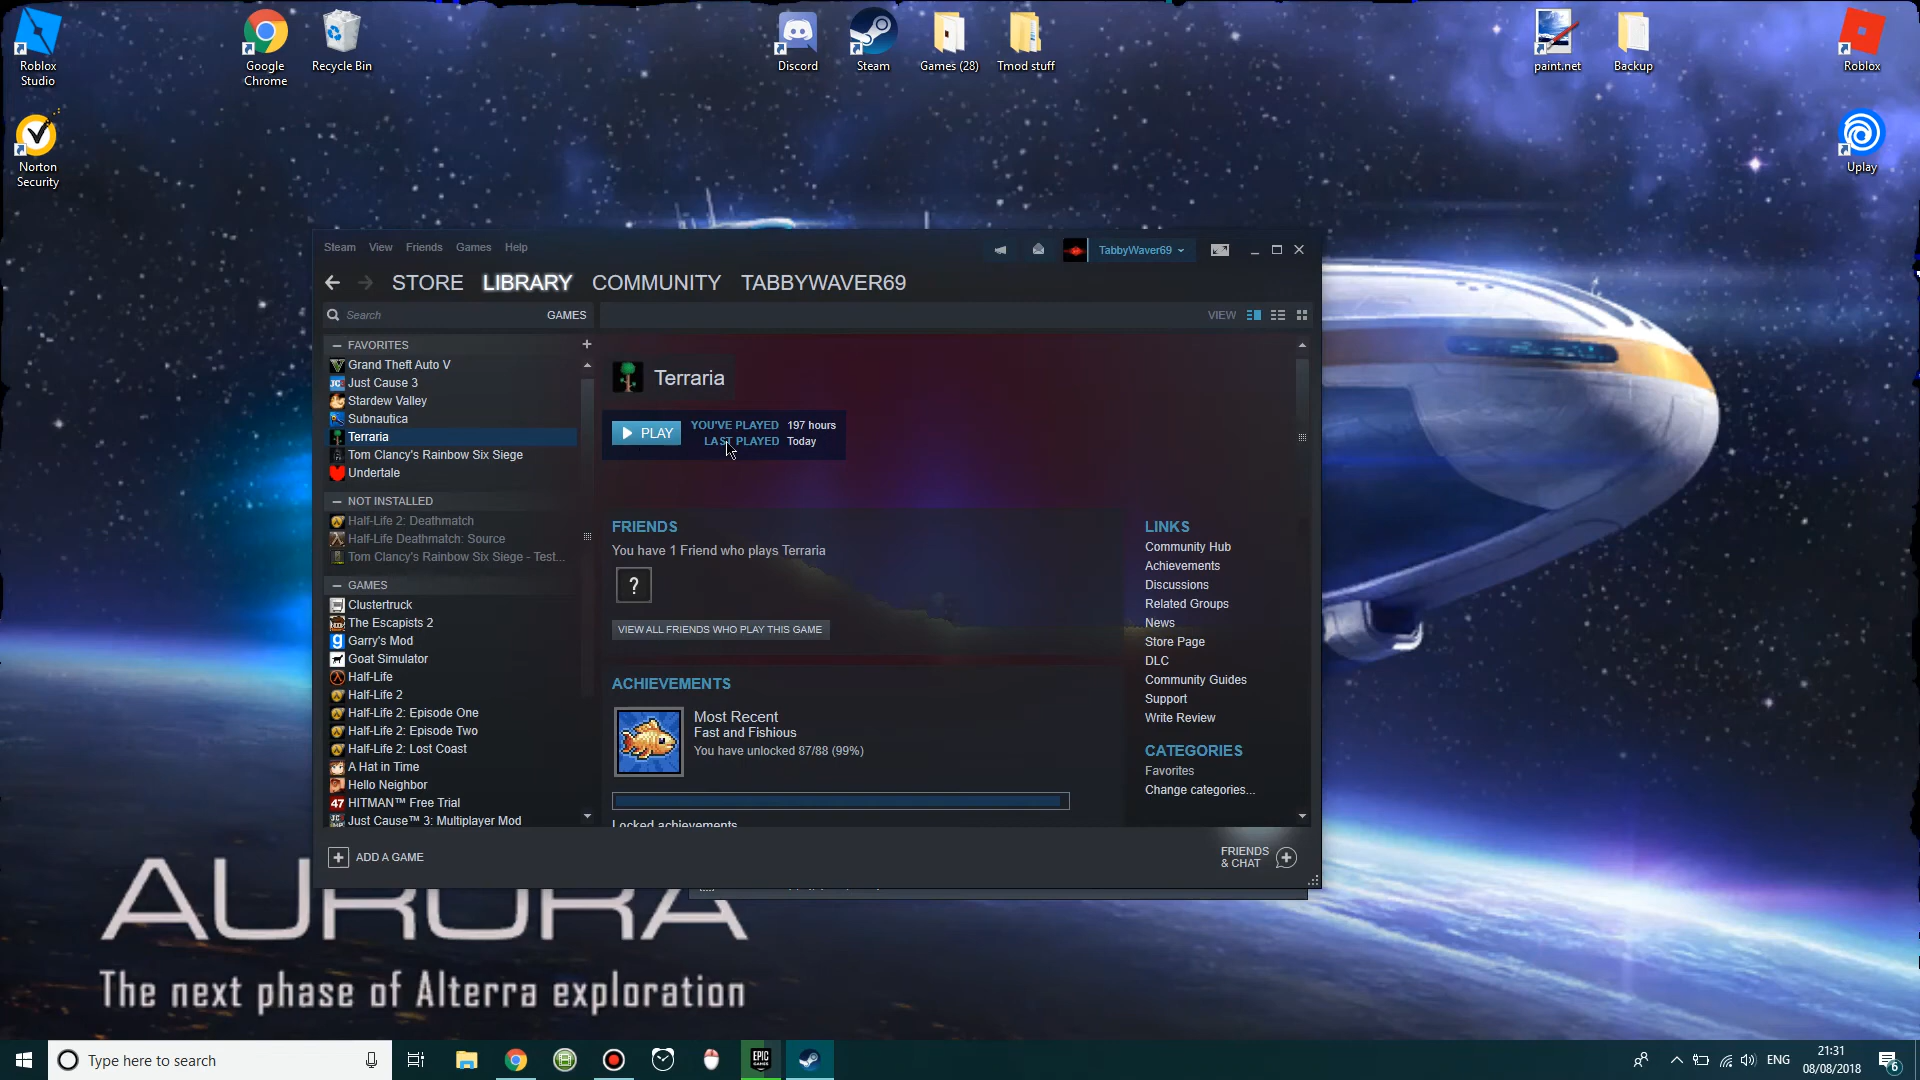 Roblox
Studio
Google
Chrome
Recycle Bin
Discord
Steam
Games (28)
Tmod stuff
paint.net
Backup
Roblox
Norton
Security
Uplay
Steam View Friends Games Help
TabbyWaver69
STORE LIBRARY COMMUNITY TABBYWAVER69
Search GAMES
VIEW
FAVORITES
Grand Theft Auto V
Just Cause 3
Stardew Valley
Subnautica
Terraria
Tom Clancy's Rainbow Six Siege
Undertale
NOT INSTALLED
Half-Life 2: Deathmatch
Half-Life Deathmatch: Source
Tom Clancy's Rainbow Six Siege - Test...
GAMES
Clustertruck
The Escapists 2
Garry's Mod
Goat Simulator
Half-Life
Half-Life 2
Half-Life 2: Episode One
Half-Life 2: Episode Two
Half-Life 2: Lost Coast
A Hat in Time
Hello Neighbor
HITMAN™ Free Trial
Just Cause™ 3: Multiplayer Mod
Terraria
PLAY
YOU'VE PLAYED 197 hours
LAST PLAYED Today
FRIENDS
You have 1 Friend who plays Terraria
?
VIEW ALL FRIENDS WHO PLAY THIS GAME
ACHIEVEMENTS
Most Recent
Fast and Fishious
You have unlocked 87/88 (99%)
Locked achievements
LINKS
Community Hub
Achievements
Discussions
Related Groups
News
Store Page
DLC
Community Guides
Support
Write Review
CATEGORIES
Favorites
Change categories...
ADD A GAME
FRIENDS
& CHAT
AURORA
The next phase of Alterra exploration
Type here to search
EPIC
GAMES
ENG
21:31
08/08/2018
6